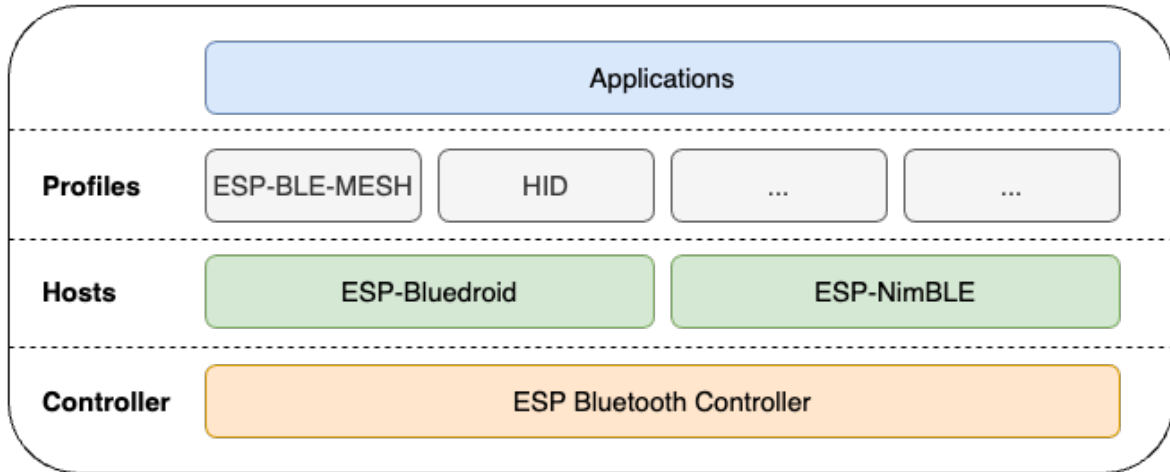 Applications
Profiles ESP-BLE-MESH HID ... ...
Hosts ESP-Bluedroid ESP-NimBLE
Controller ESP Bluetooth Controller